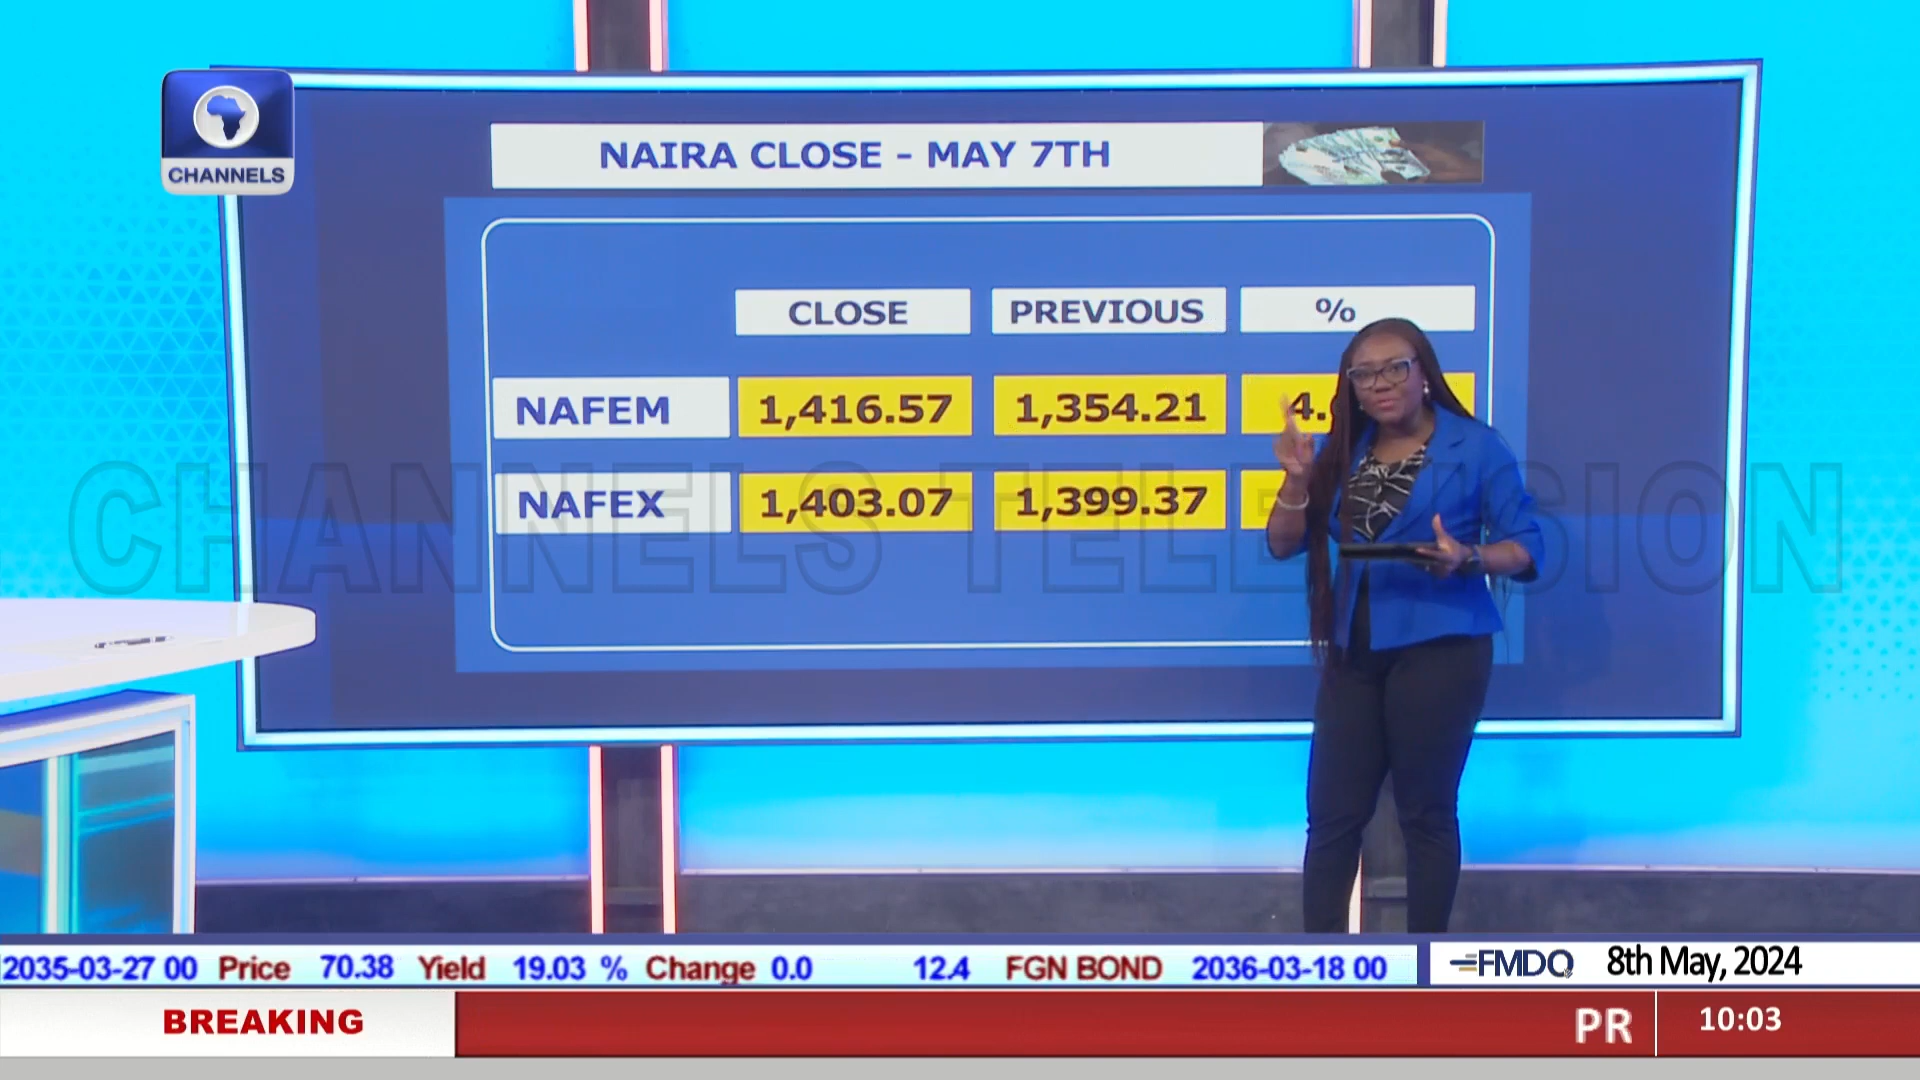 CHANNELS
NAIRA CLOSE - MAY 7TH
CLOSE PREVIOUS %
NAFEM 1,416.57 1,354.21
NAFEX 1,403.07 1,399.37
CHANNELS TELEVISION
2035-03-27 00 Price 70.38 Yield 19.03 % Change 0.0 12.4 FGN BOND 2036-03-18 00 FMDQ 8th May, 2024
BREAKING PR 10:03